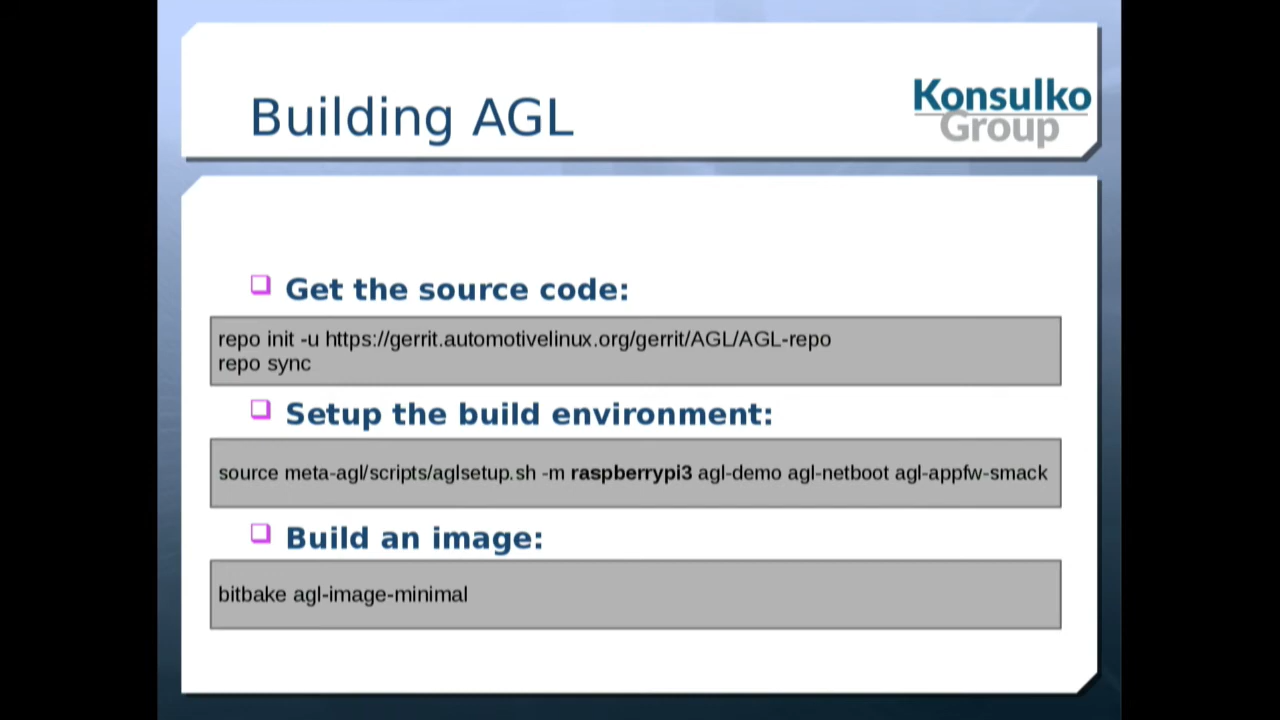 Building AGL
Konsulko
Group
Get the source code:
repo init -u https://gerrit.automotivelinux.org/gerrit/AGL/AGL-repo
repo sync
Setup the build environment:
source meta-agl/scripts/aglsetup.sh -m raspberrypi3 agl-demo agl-netboot agl-appfw-smack
Build an image:
bitbake agl-image-minimal